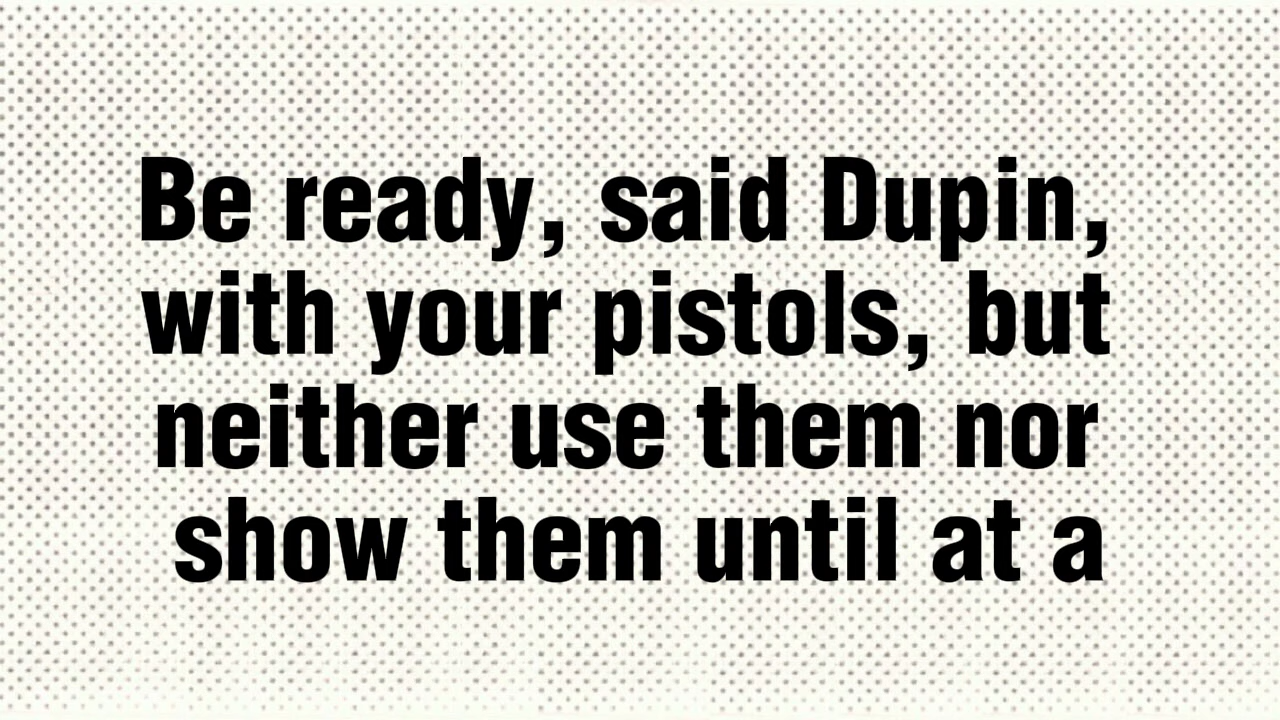 Be ready, said Dupin,
with your pistols, but
neither use them nor
show them until at a